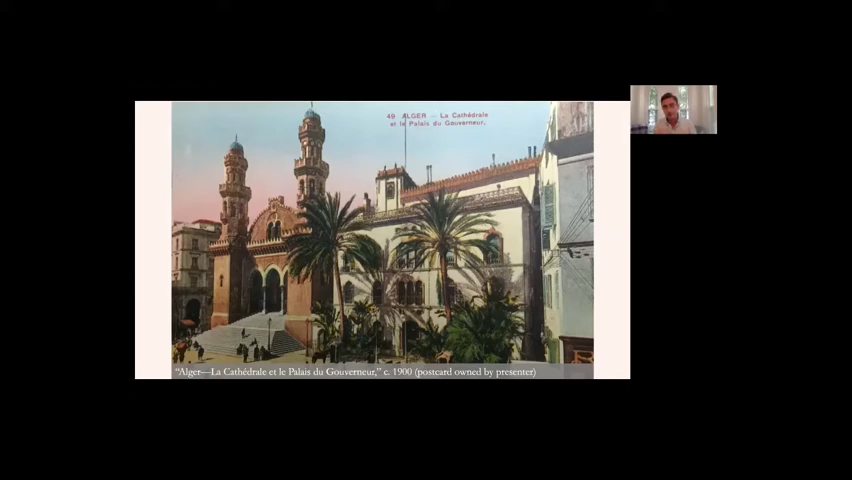 49 ALGER — La Cathédrale
et le Palais du Gouverneur.
“Alger—La Cathédrale et le Palais du Gouverneur,” c. 1900 (postcard owned by presenter)